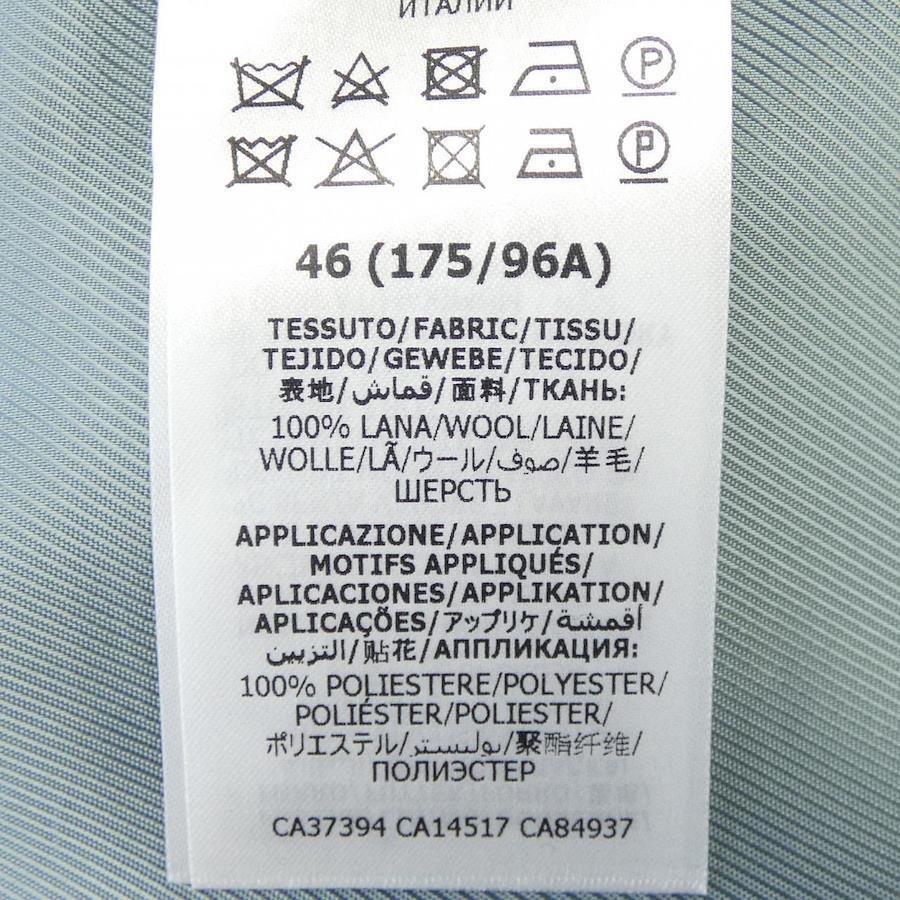 ИТАЛИИ
P
P
46 (175/96A)
TESSUTO/FABRIC/TISSU/
TEJIDO/GEWEBE/TECIDO/
表地/قماش/面料/ТКАНЬ:
100% LANA/WOOL/LAINE/
WOLLE/LÃ/ウール/صوف/羊毛/
ШЕРСТЬ
APPLICAZIONE/APPLICATION/
MOTIFS APPLIQUÉS/
APLICACIONES/APPLIKATION/
APLICAÇÕES/アップリケ/أقمشة
التزيين/贴花/АППЛИКАЦИЯ:
100% POLIESTERE/POLYESTER/
POLIÉSTER/POLIESTER/
ポリエステル/بوليستر/聚酯纤维/
ПОЛИЭСТЕР
CA37394 CA14517 CA84937